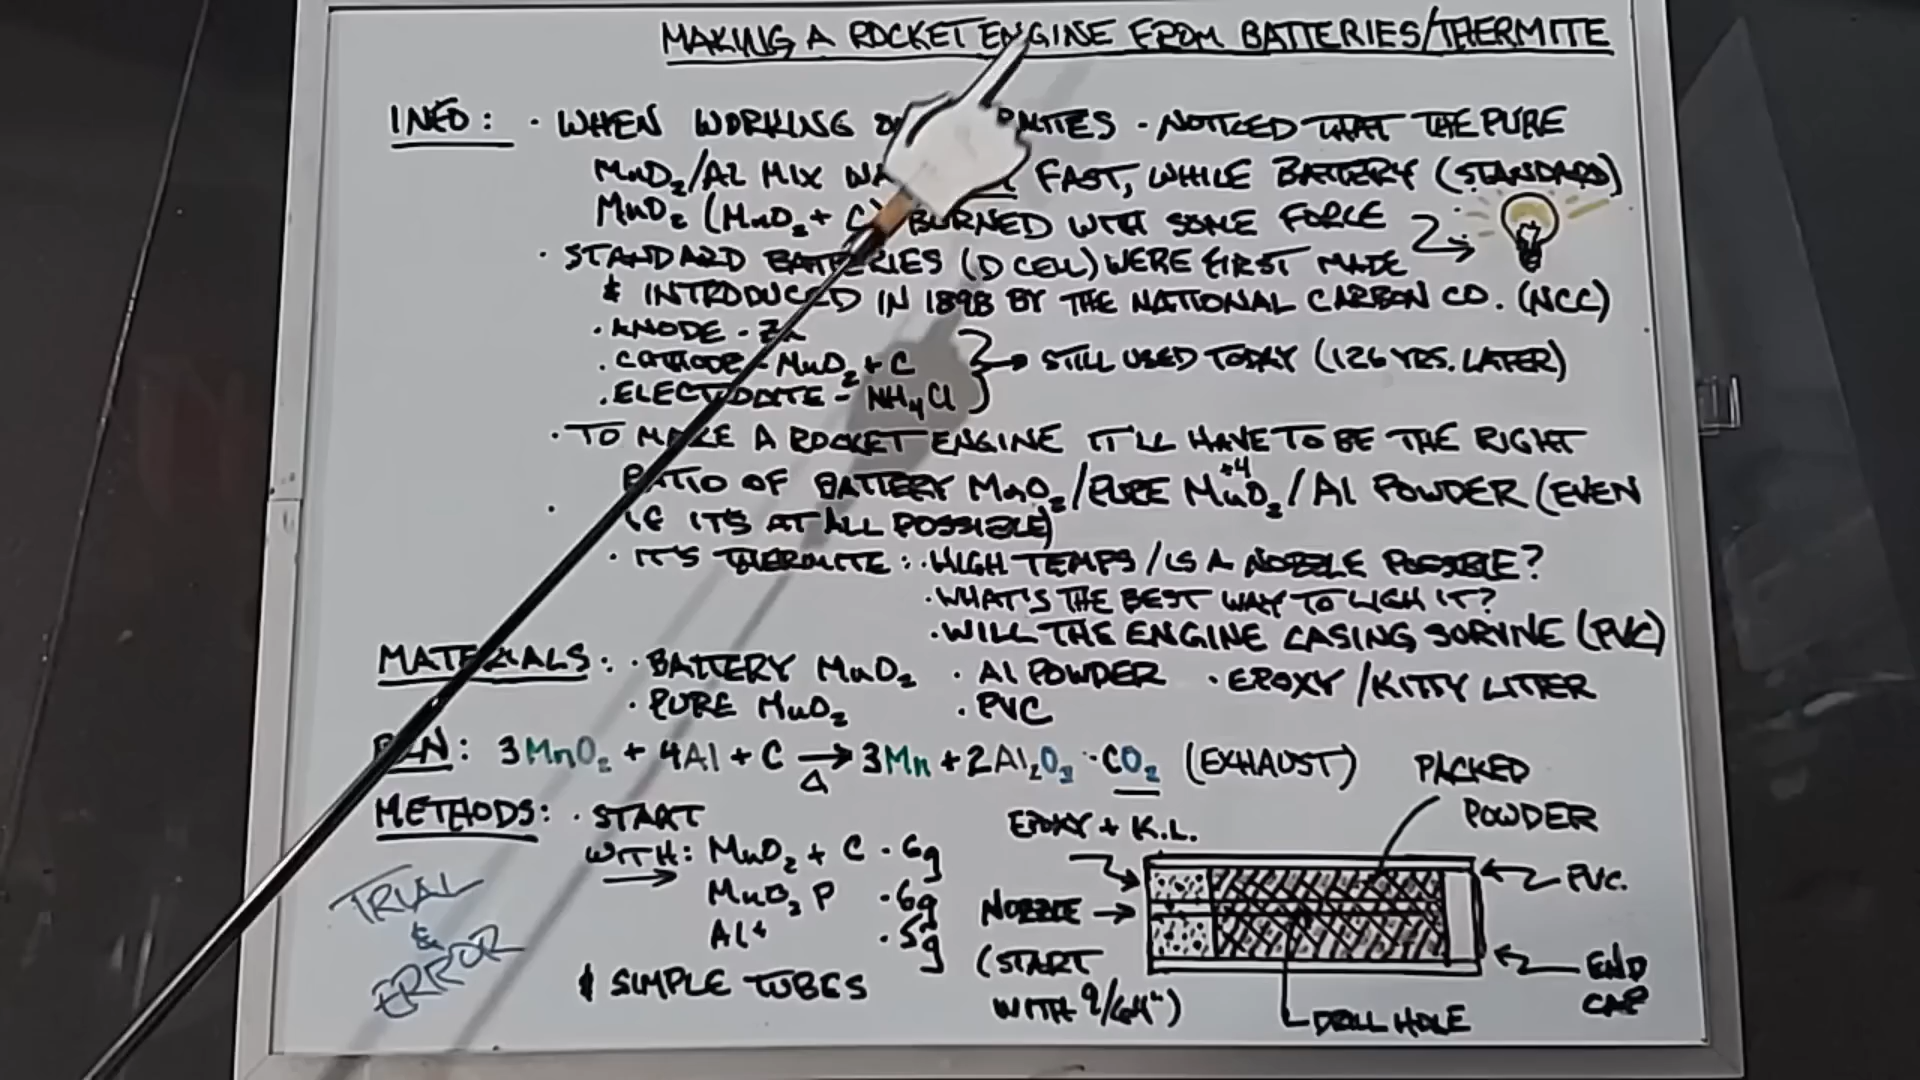 MAKING A ROCKET ENGINE FROM BATTERIES/THERMITE
INFO: · WHEN WORKING · NOTICED THAT THE PURE
MnO₂/Al MIX FAST, WHILE BATTERY (STANDARD)
MnO₂ (MnO₂ + C) BURNED WITH SOME FORCE
· STANDARD BATTERIES (D CELL) WERE FIRST MADE
& INTRODUCED IN 1898 BY THE NATIONAL CARBON CO. (NCC)
· ANODE - Zn
· CATHODE - MnO₂ + C → STILL USED TODAY (126 YRS. LATER)
· NH₄Cl
· TO MAKE A ROCKET ENGINE IT'LL HAVE TO BE THE RIGHT
RATIO OF BATTERY MnO₂/PURE Mn⁺⁴O₂/Al POWDER (EVEN
IF IT'S AT ALL POSSIBLE)
· IT'S THERMITE: · HIGH TEMPS/IS A NOZZLE POSSIBLE?
· WHAT'S THE BEST WAY TO LIGH IT?
· WILL THE ENGINE CASING (PVC)
MATERIALS: · BATTERY MnO₂ · Al POWDER · EPOXY/KITTY LITTER
· PURE MnO₂ · PVC
3MnO₂ + 4Al + C → 3Mn + 2Al₂O₃ · CO₂ (EXHAUST)
Δ
METHODS: · START
WITH: MnO₂ + C · 6g
MnO₂ P · 6g
· 5g
& SIMPLE TUBES
TRIAL
&
ERROR
PACKED
POWDER
EPOXY + K.L.
PVC.
NOZZLE →
(START
WITH 9/64")
END
CAP
DRILL HOLE